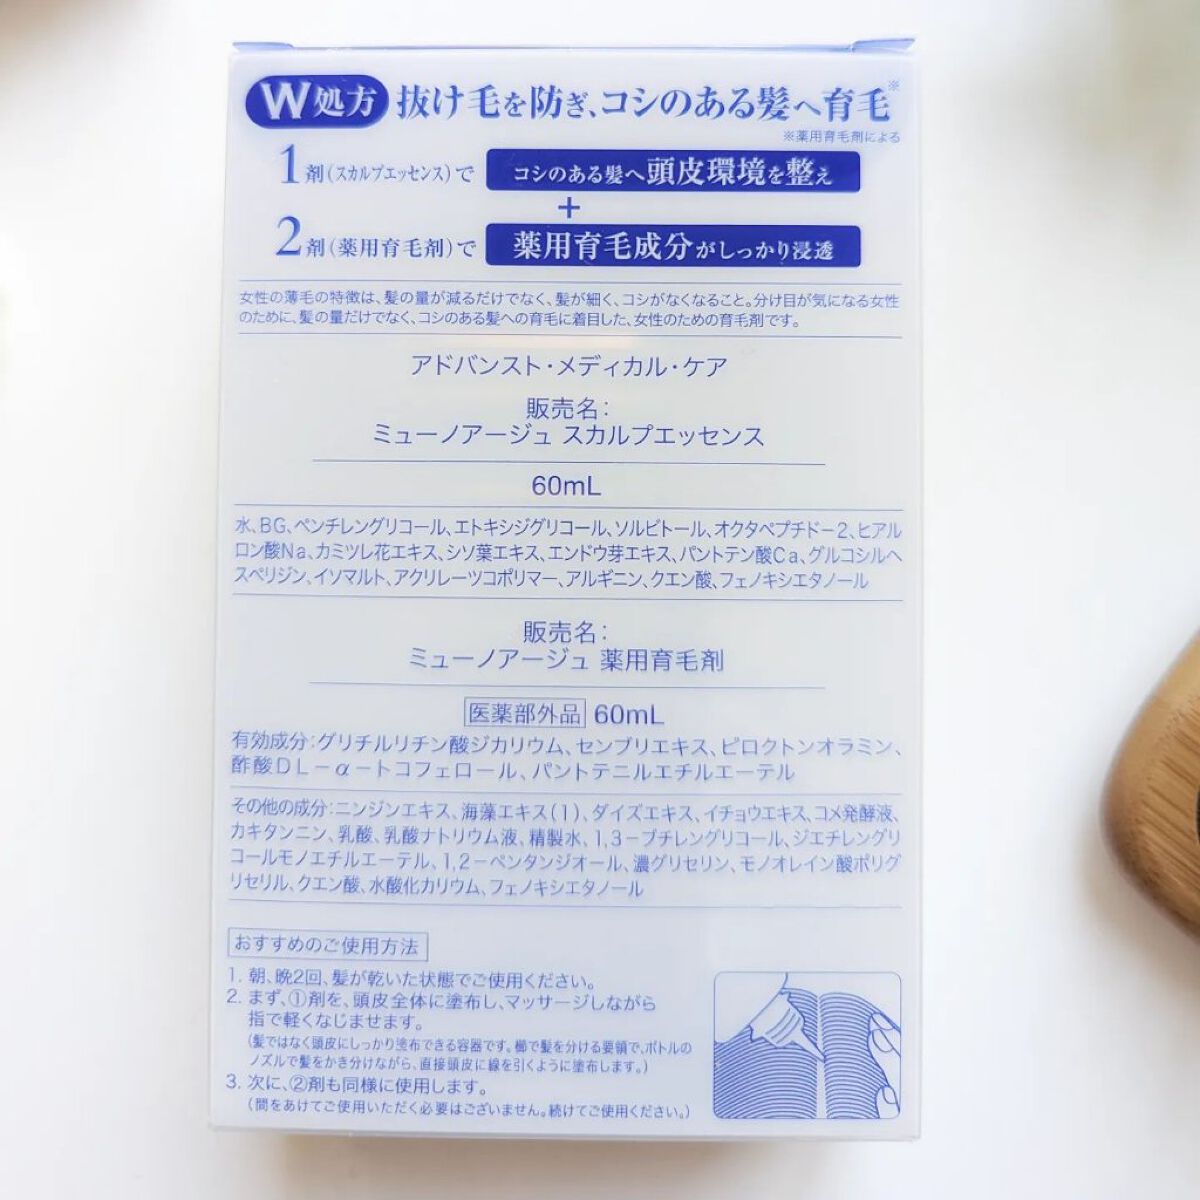 W処方 抜け毛を防ぎ、コシのある髪へ育毛※
※薬用育毛剤による
1剤(スカルプエッセンス)で コシのある髪へ頭皮環境を整え
+
2剤(薬用育毛剤)で 薬用育毛成分がしっかり浸透
女性の薄毛の特徴は、髪の量が減るだけでなく、髪が細く、コシがなくなること。分け目が気になる女性
のために、髪の量だけでなく、コシのある髪への育毛に着目した、女性のための育毛剤です。
アドバンスト・メディカル・ケア
販売名:
ミューノアージュ スカルプエッセンス
60mL
水、BG、ペンチレングリコール、エトキシジグリコール、ソルビトール、オクタペプチド-2、ヒアル
ロン酸Na、カミツレ花エキス、シソ葉エキス、エンドウ芽エキス、パントテン酸Ca、グルコシルヘ
スペリジン、イソマルト、アクリレーツコポリマー、アルギニン、クエン酸、フェノキシエタノール
販売名:
ミューノアージュ 薬用育毛剤
医薬部外品 60mL
有効成分:グリチルリチン酸ジカリウム、センブリエキス、ピロクトンオラミン、
酢酸DL-α-トコフェロール、パントテニルエチルエーテル
その他の成分:ニンジンエキス、海藻エキス(1)、ダイズエキス、イチョウエキス、コメ発酵液、
カキタンニン、乳酸、乳酸ナトリウム液、精製水、1,3-ブチレングリコール、ジエチレングリ
コールモノエチルエーテル、1,2-ペンタンジオール、濃グリセリン、モノオレイン酸ポリグ
リセリル、クエン酸、水酸化カリウム、フェノキシエタノール
おすすめのご使用方法
1. 朝、晩2回、髪が乾いた状態でご使用ください。
2. まず、①剤を、頭皮全体に塗布し、マッサージしながら
指で軽くなじませます。
(髪ではなく頭皮にしっかり塗布できる容器です。櫛で髪を分ける要領で、ボトルの
ノズルで髪をかき分けながら、直接頭皮に線を引くように塗布します。)
3. 次に、②剤も同様に使用します。
(間をあけてご使用いただく必要はございません。続けてご使用ください。)